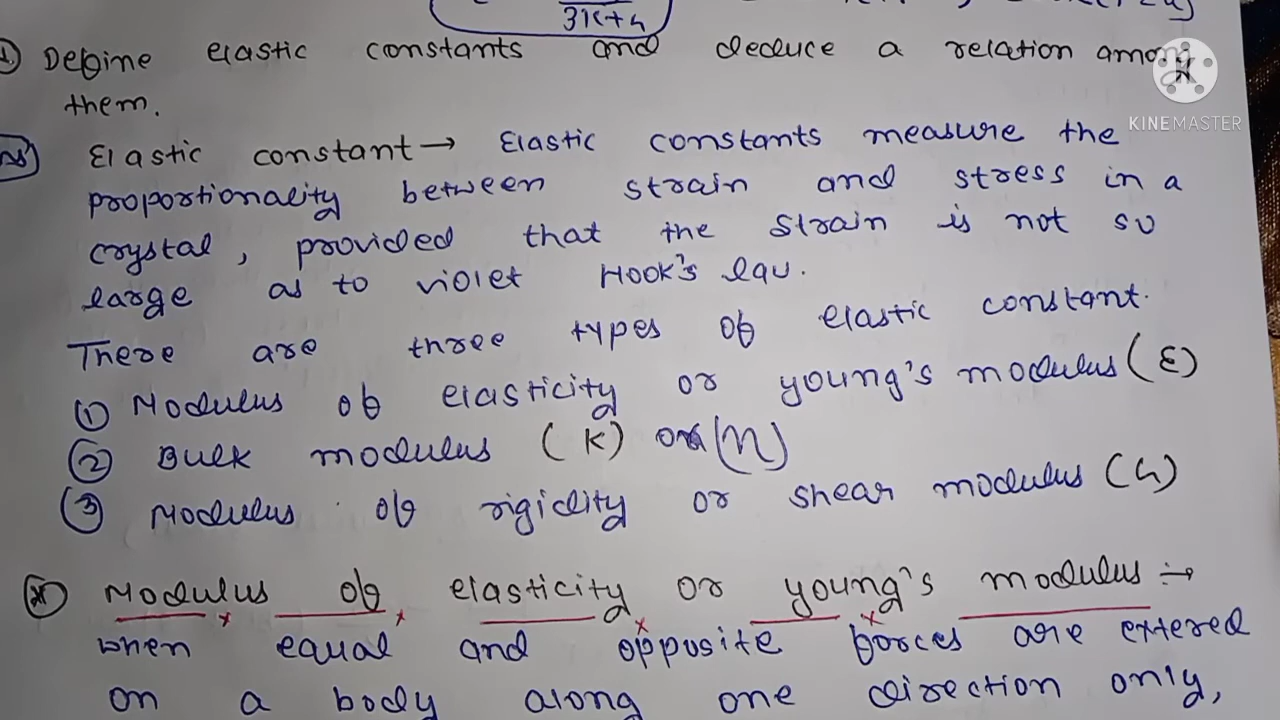 3K+G
① Define elastic constants and deduce a relation among
them.
KINEMASTER
Elastic constant → Elastic constants measure the
proportionality between strain and stress in a
crystal, provided that the strain is not so
large as to violet Hook's equ.
There are three types of elastic constant.
① Modulus of elasticity or young's modulus (E)
② Bulk modulus (K) or (η)
③ Modulus of rigidity or shear modulus (G)
Modulus of elasticity or young's modulus :→
when equal and opposite forces are extered
on a body along one direction only,